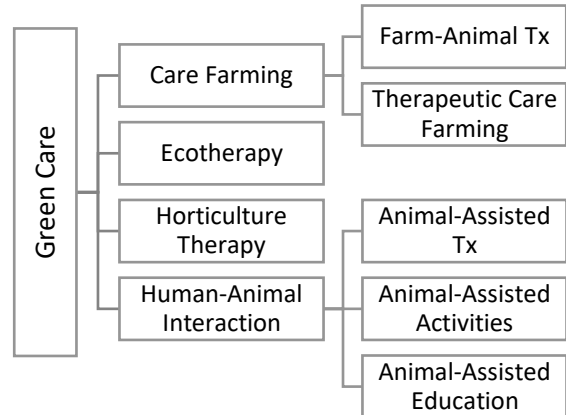 Green Care
Care Farming
Farm-Animal Tx
Therapeutic Care
Farming
Ecotherapy
Horticulture
Therapy
Human-Animal
Interaction
Animal-Assisted
Tx
Animal-Assisted
Activities
Animal-Assisted
Education